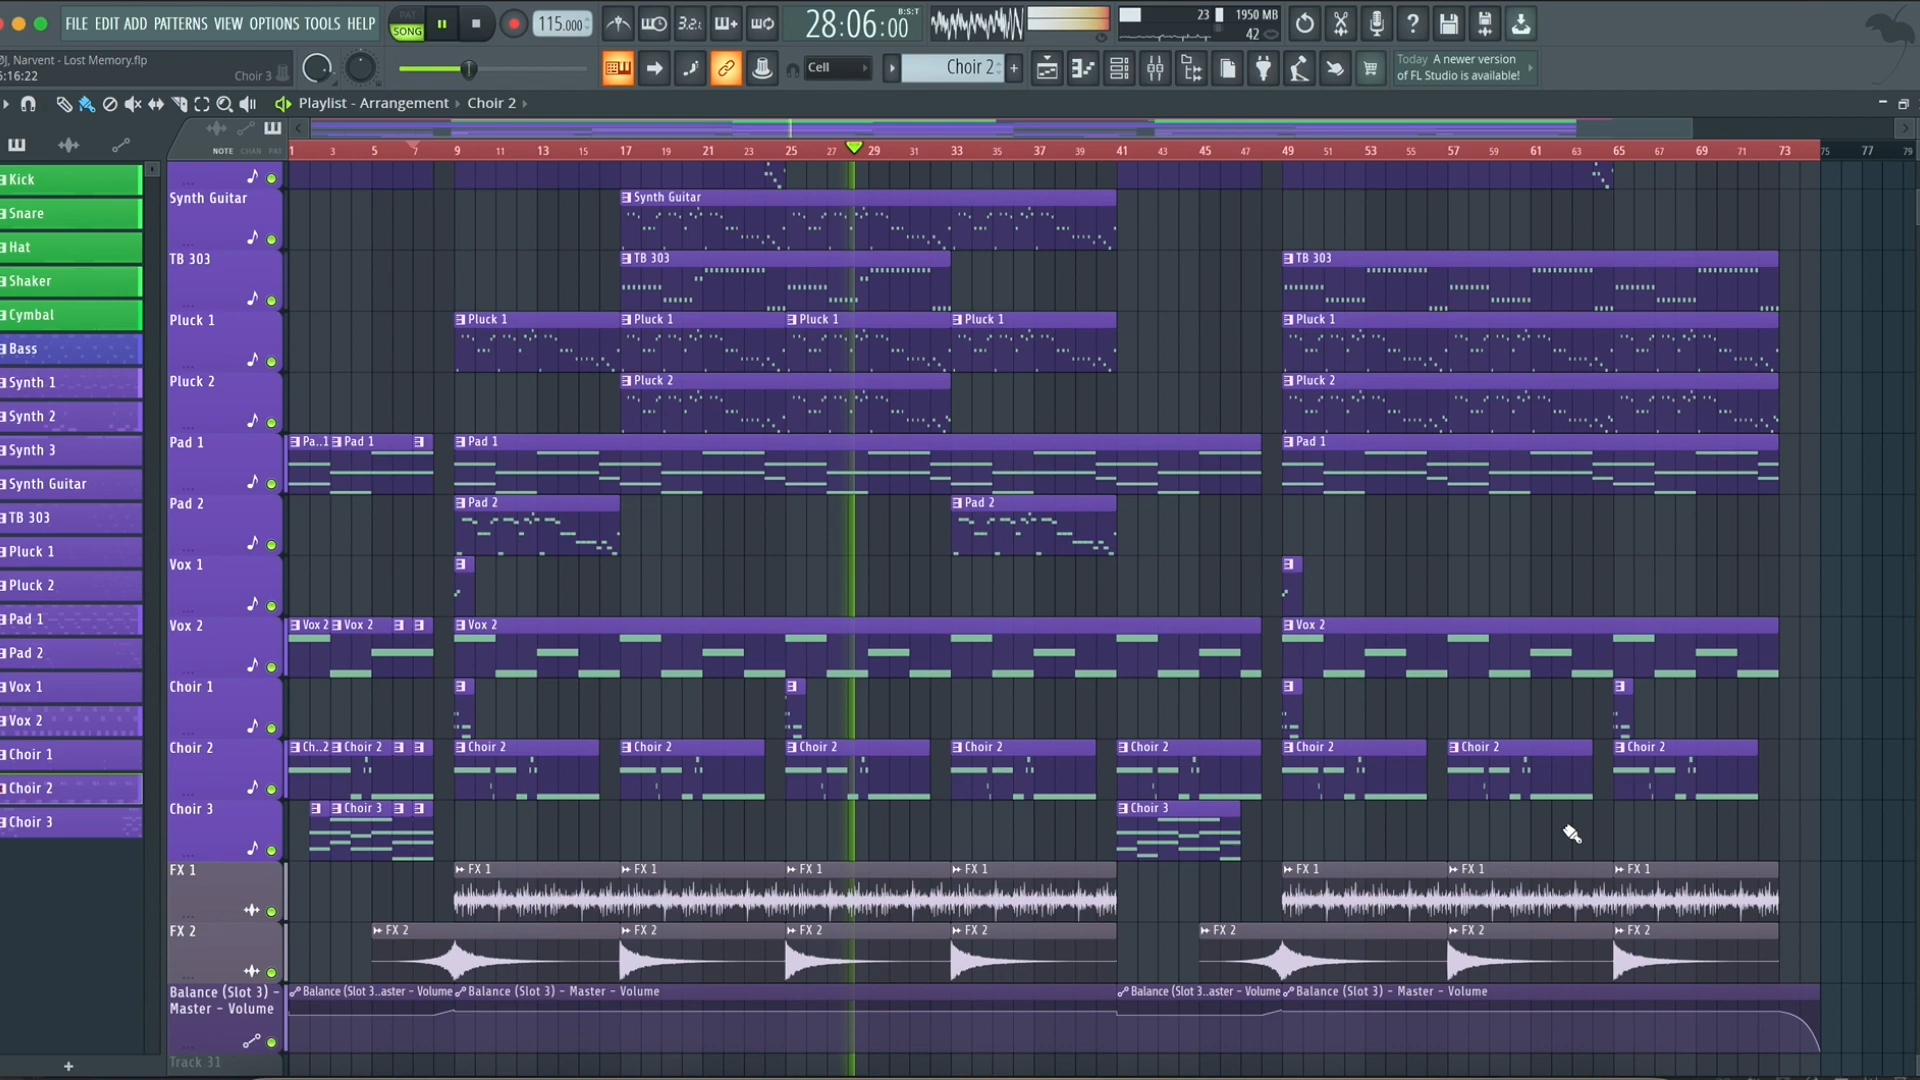 FILE EDIT ADD PATTERNS VIEW OPTIONS TOOLS HELP
PAT
SONG
115.000
3.2.
28:06:00
B:S:T
23
1950 MB
42
J, Narvent - Lost Memory.flp
5:16:22
Choir 3
Cell
Choir 2
+
Today A newer version
of FL Studio is available!
Playlist - Arrangement › Choir 2 ›
NOTE CHAN PAT
1 3 5 7 9 11 13 15 17 19 21 23 25 27 29 31 33 35 37 39 41 43 45 47 49 51 53 55 57 59 61 63 65 67 69 71 73 75 77 79
Kick
Snare
Hat
Shaker
Cymbal
Bass
Synth 1
Synth 2
Synth 3
Synth Guitar
TB 303
Pluck 1
Pluck 2
Pad 1
Pad 2
Vox 1
Vox 2
Choir 1
Choir 2
Choir 3
+
Synth Guitar
Synth Guitar
TB 303
TB 303
TB 303
Pluck 1
Pluck 1
Pluck 1
Pluck 1
Pluck 1
Pluck 1
Pluck 2
Pluck 2
Pluck 2
Pad 1
Pa..1
Pad 1
Pad 1
Pad 1
Pad 2
Pad 2
Pad 2
Vox 1
Vox 2
Vox 2
Vox 2
Vox 2
Vox 2
Choir 1
Choir 2
Ch..2
Choir 2
Choir 2
Choir 2
Choir 2
Choir 2
Choir 2
Choir 2
Choir 2
Choir 2
Choir 3
Choir 3
Choir 3
FX 1
FX 1
FX 1
FX 1
FX 1
FX 1
FX 1
FX 1
FX 2
FX 2
FX 2
FX 2
FX 2
FX 2
FX 2
FX 2
Balance (Slot 3) -
Master - Volume
Balance (Slot 3..aster - Volume
Balance (Slot 3) - Master - Volume
Balance (Slot 3..aster - Volume
Balance (Slot 3) - Master - Volume
Track 31